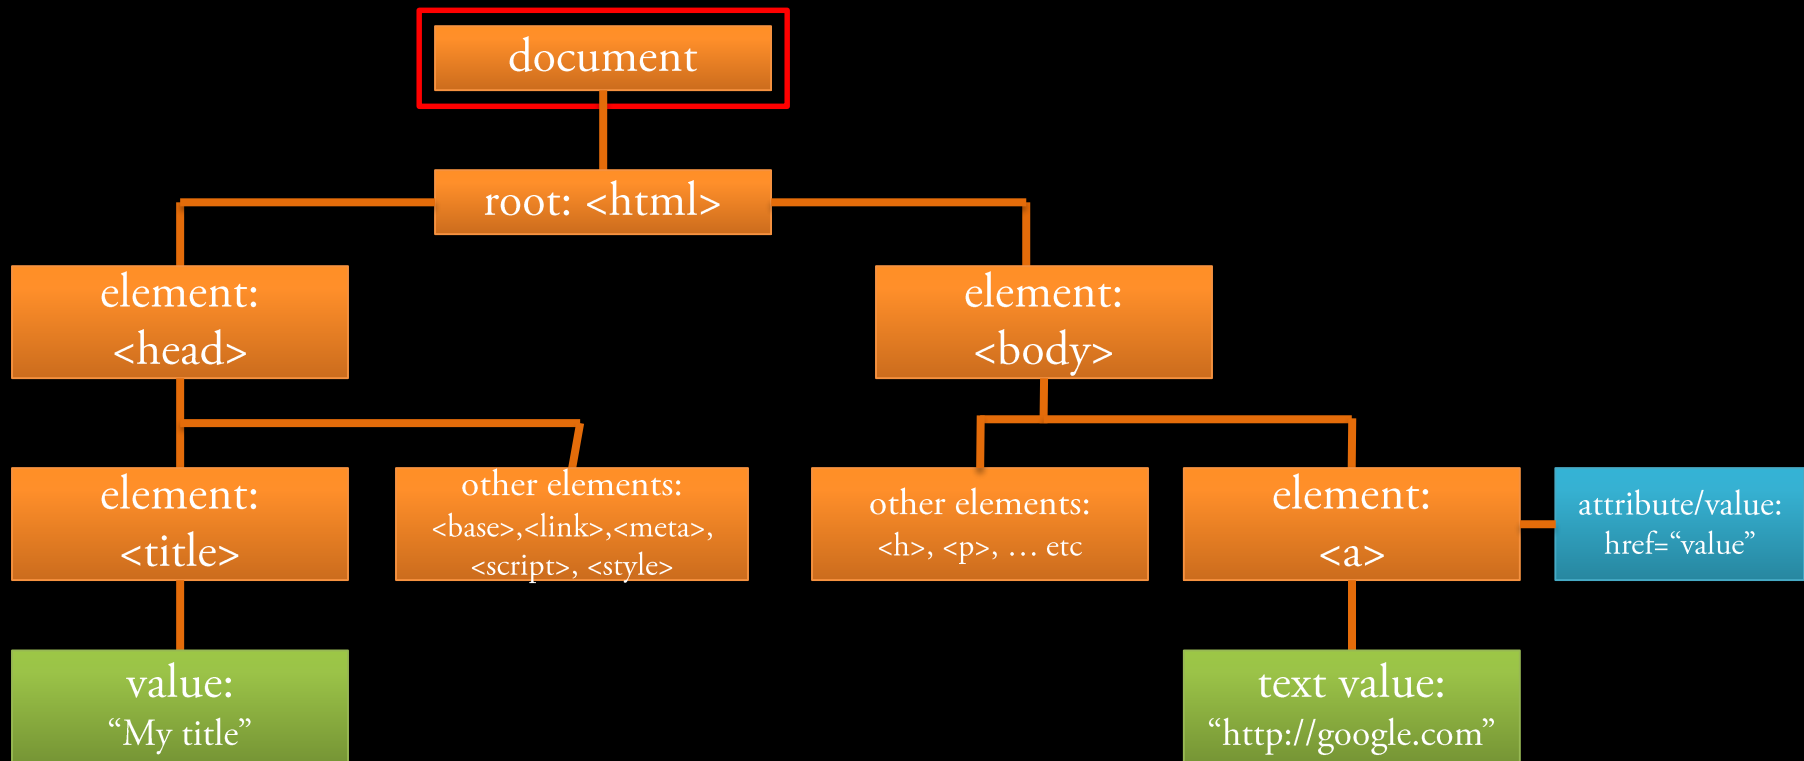 document
root: <html>
element:
<head>
element:
<body>
element:
<title>
other elements:
<base>,<link>,<meta>,
<script>, <style>
other elements:
<h>, <p>, … etc
element:
<a>
attribute/value:
href=“value”
value:
“My title”
text value:
“http://google.com”